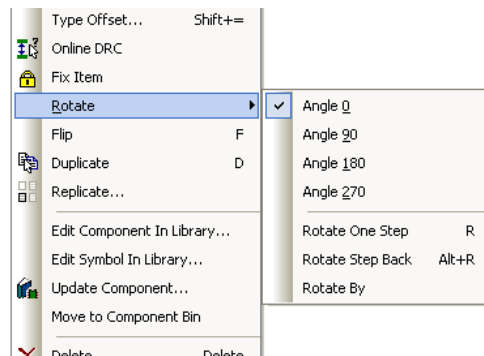 Type Offset... Shift+=
Online DRC
Fix Item
Rotate
Flip F
Duplicate D
Replicate...
Edit Component In Library...
Edit Symbol In Library...
Update Component...
Move to Component Bin
Delete Delete
Angle 0
Angle 90
Angle 180
Angle 270
Rotate One Step R
Rotate Step Back Alt+R
Rotate By